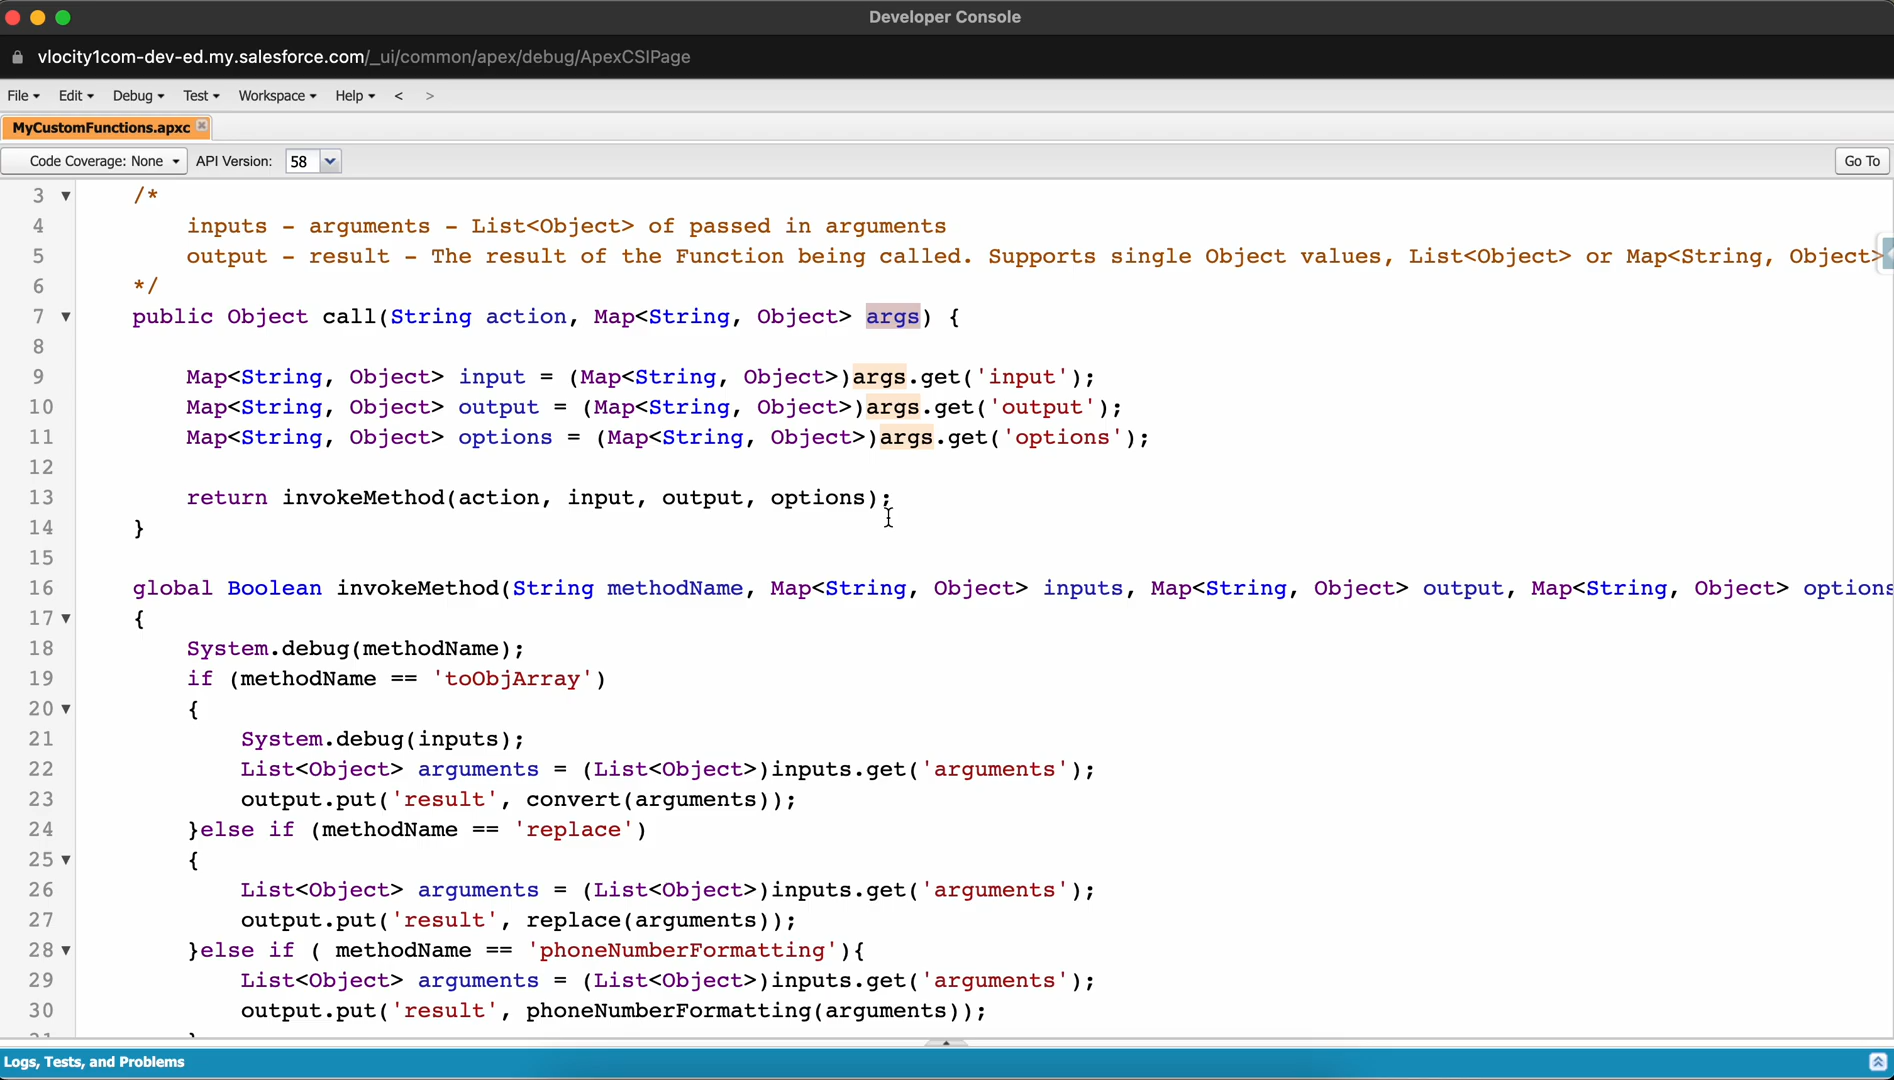 Developer Console
vlocity1com-dev-ed.my.salesforce.com/_ui/common/apex/debug/ApexCSIPage
File Edit Debug Test Workspace Help < >
MyCustomFunctions.apxc
Code Coverage: None API Version: 58 Go To
3 /*
4 inputs - arguments - List<Object> of passed in arguments
5 output - result - The result of the Function being called. Supports single Object values, List<Object> or Map<String, Object>
6 */
7 public Object call(String action, Map<String, Object> args) {
8
9 Map<String, Object> input = (Map<String, Object>)args.get('input');
10 Map<String, Object> output = (Map<String, Object>)args.get('output');
11 Map<String, Object> options = (Map<String, Object>)args.get('options');
12
13 return invokeMethod(action, input, output, options);
14 }
15
16 global Boolean invokeMethod(String methodName, Map<String, Object> inputs, Map<String, Object> output, Map<String, Object> options
17 {
18 System.debug(methodName);
19 if (methodName == 'toObjArray')
20 {
21 System.debug(inputs);
22 List<Object> arguments = (List<Object>)inputs.get('arguments');
23 output.put('result', convert(arguments));
24 }else if (methodName == 'replace')
25 {
26 List<Object> arguments = (List<Object>)inputs.get('arguments');
27 output.put('result', replace(arguments));
28 }else if ( methodName == 'phoneNumberFormatting'){
29 List<Object> arguments = (List<Object>)inputs.get('arguments');
30 output.put('result', phoneNumberFormatting(arguments));
Logs, Tests, and Problems